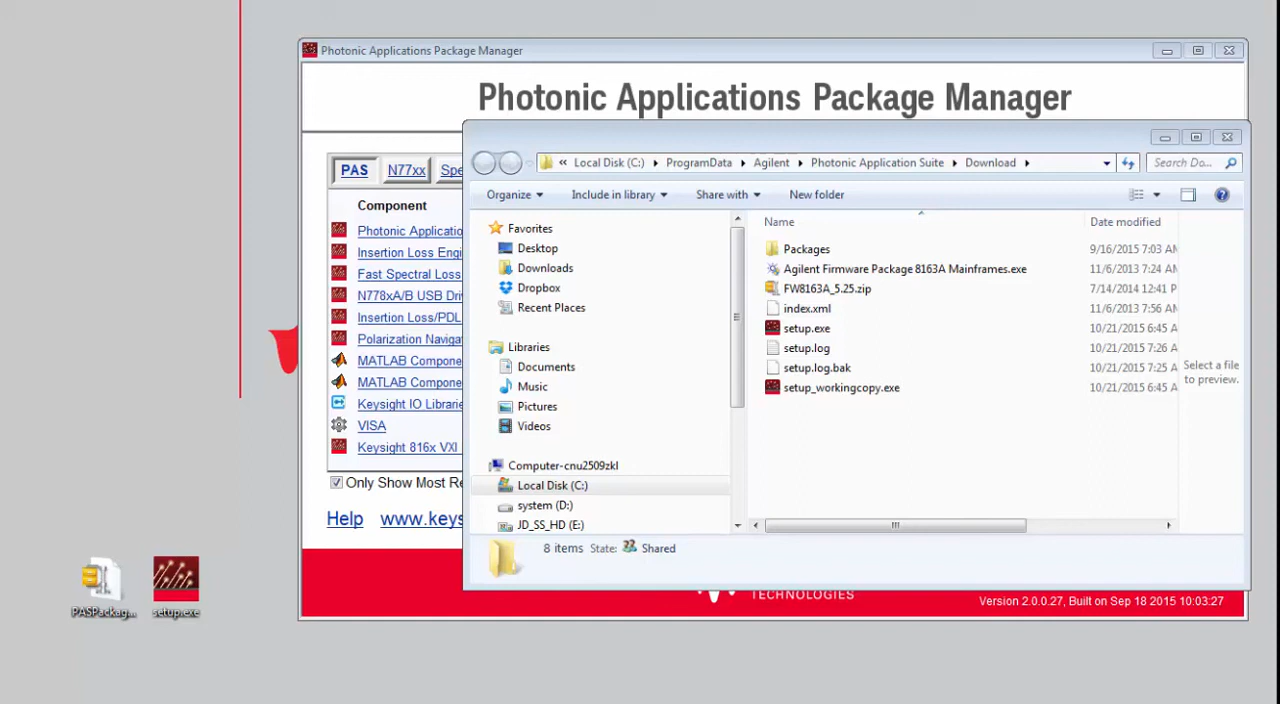 Photonic Applications Package Manager
Photonic Applications Package Manager
PAS N77xx Spe
Component
Photonic Applicatio
Insertion Loss Engi
Fast Spectral Loss
N778xA/B USB Dri
Insertion Loss/PDL
Polarization Naviga
MATLAB Compone
MATLAB Compone
Keysight IO Librarie
VISA
Keysight 816x VXI
Only Show Most Re
Help www.keys
TECHNOLOGIES
Version 2.0.0.27, Built on Sep 18 2015 10:03:27
« Local Disk (C:) ProgramData Agilent Photonic Application Suite Download
Search Do...
Organize Include in library Share with New folder
Favorites
Desktop
Downloads
Dropbox
Recent Places
Libraries
Documents
Music
Pictures
Videos
Computer-cnu2509zkl
Local Disk (C:)
system (D:)
JD_SS_HD (E:)
Name Date modified
Packages 9/16/2015 7:03 AM
Agilent Firmware Package 8163A Mainframes.exe 11/6/2013 7:24 AM
FW8163A_5.25.zip 7/14/2014 12:41 P
index.xml 11/6/2013 7:56 AM
setup.exe 10/21/2015 6:45 A
setup.log 10/21/2015 7:26 A
setup.log.bak 10/21/2015 7:25 A
setup_workingcopy.exe 10/21/2015 6:45 A
Select a file
to preview.
8 items State: Shared
PASPackag...
setup.exe